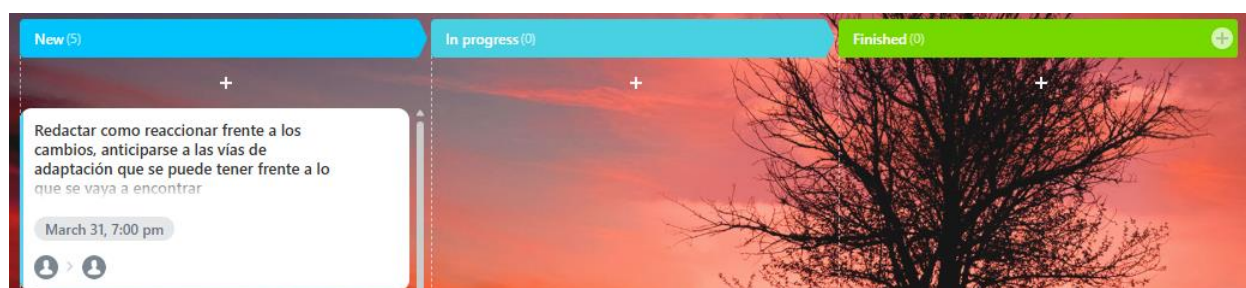 New (5)
In progress (0)
Finished (0)
Redactar como reaccionar frente a los
cambios, anticiparse a las vías de
adaptación que se puede tener frente a lo
que se vaya a encontrar
March 31, 7:00 pm